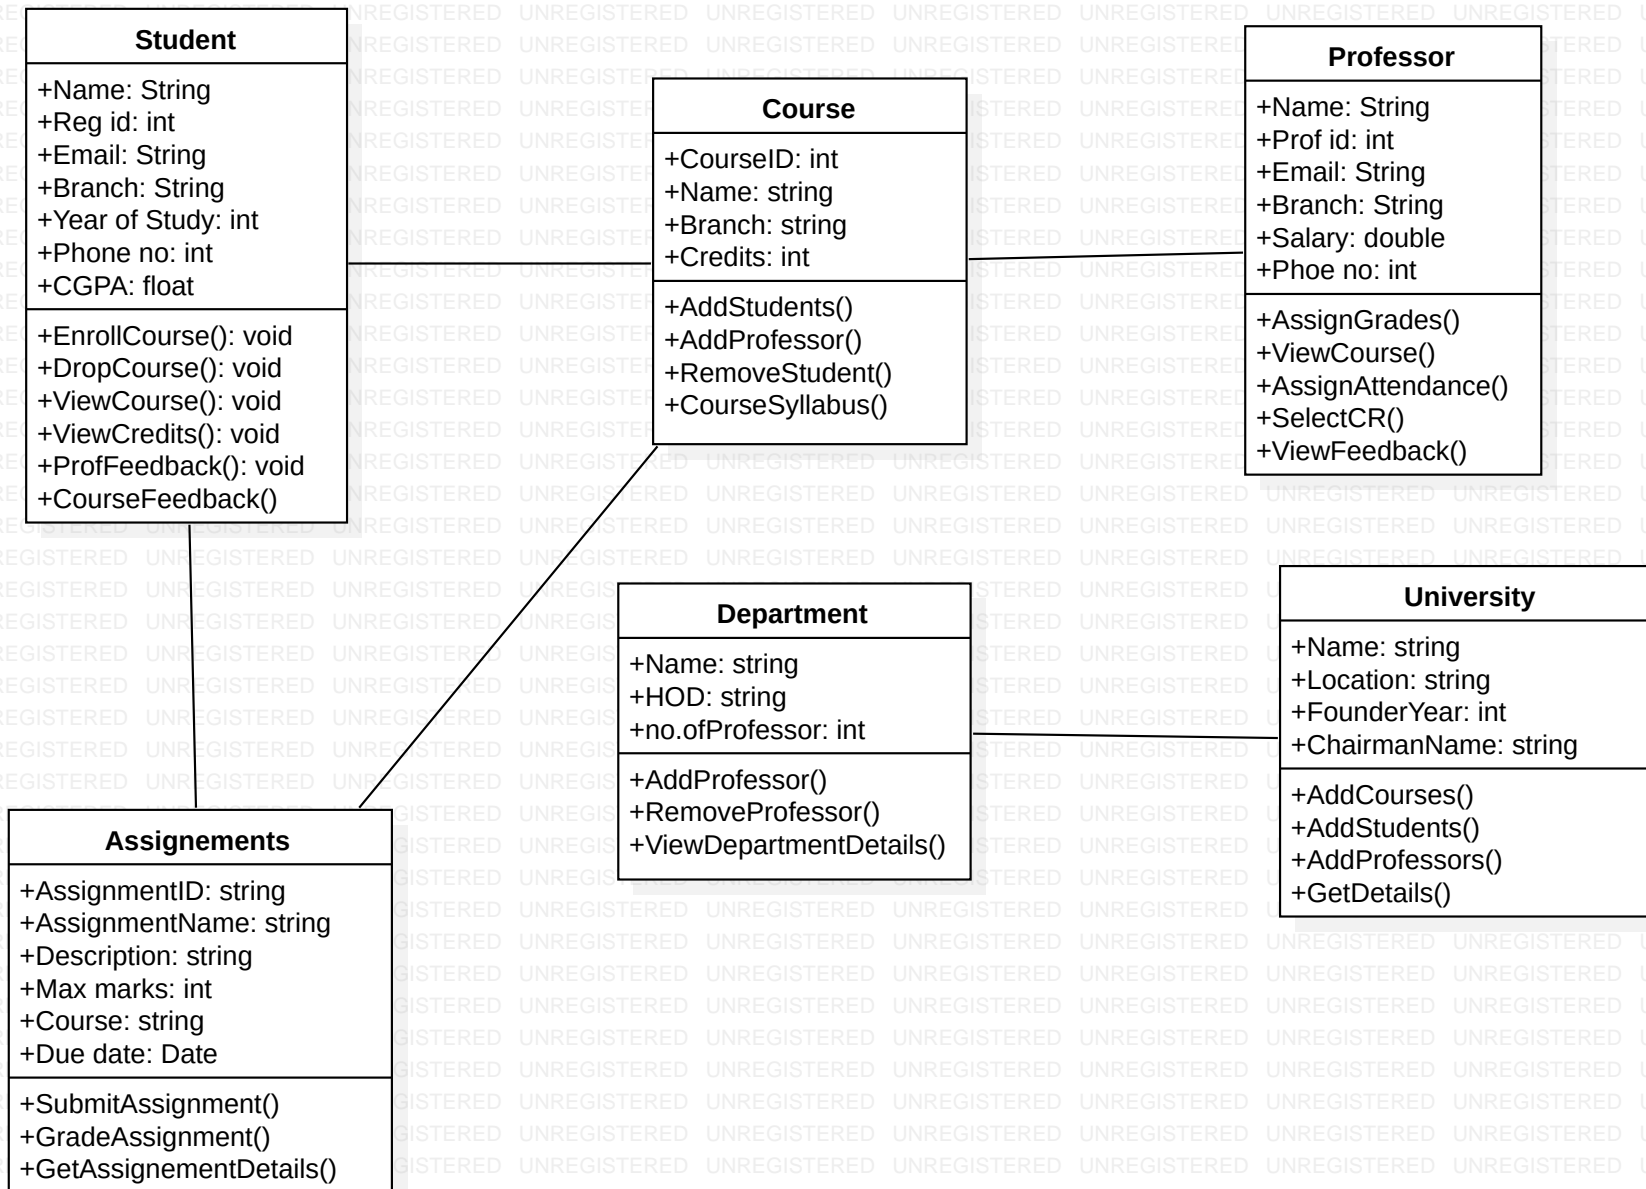 Student
+Name: String
+Reg id: int
+Email: String
+Branch: String
+Year of Study: int
+Phone no: int
+CGPA: float
+EnrollCourse(): void
+DropCourse(): void
+ViewCourse(): void
+ViewCredits(): void
+ProfFeedback(): void
+CourseFeedback()
Course
+CourseID: int
+Name: string
+Branch: string
+Credits: int
+AddStudents()
+AddProfessor()
+RemoveStudent()
+CourseSyllabus()
Professor
+Name: String
+Prof id: int
+Email: String
+Branch: String
+Salary: double
+Phoe no: int
+AssignGrades()
+ViewCourse()
+AssignAttendance()
+SelectCR()
+ViewFeedback()
Department
+Name: string
+HOD: string
+no.ofProfessor: int
+AddProfessor()
+RemoveProfessor()
+ViewDepartmentDetails()
University
+Name: string
+Location: string
+FounderYear: int
+ChairmanName: string
+AddCourses()
+AddStudents()
+AddProfessors()
+GetDetails()
Assignements
+AssignmentID: string
+AssignmentName: string
+Description: string
+Max marks: int
+Course: string
+Due date: Date
+SubmitAssignment()
+GradeAssignment()
+GetAssignementDetails()
UNREGISTERED